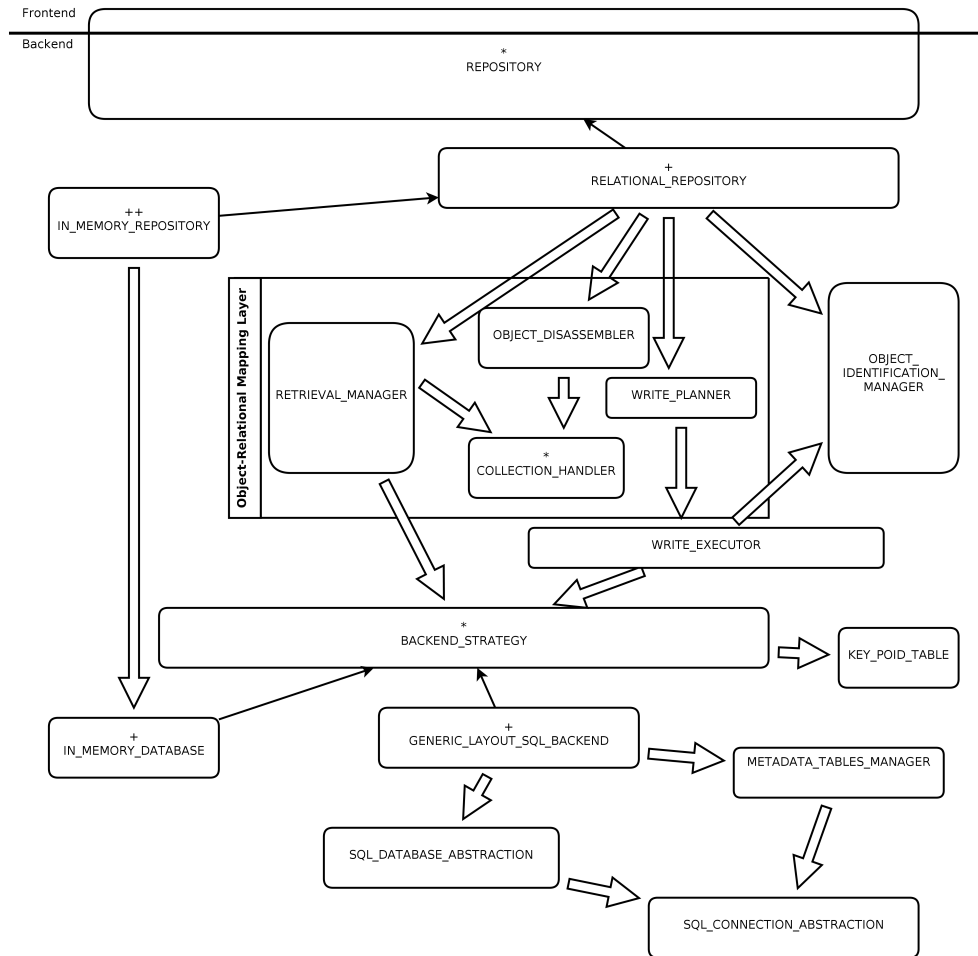 Frontend
Backend
*
REPOSITORY
+
RELATIONAL_REPOSITORY
++
IN_MEMORY_REPOSITORY
Object-Relational Mapping Layer
OBJECT_DISASSEMBLER
RETRIEVAL_MANAGER
WRITE_PLANNER
OBJECT_
IDENTIFICATION_
MANAGER
*
COLLECTION_HANDLER
WRITE_EXECUTOR
*
BACKEND_STRATEGY
KEY_POID_TABLE
+
IN_MEMORY_DATABASE
+
GENERIC_LAYOUT_SQL_BACKEND
METADATA_TABLES_MANAGER
SQL_DATABASE_ABSTRACTION
SQL_CONNECTION_ABSTRACTION